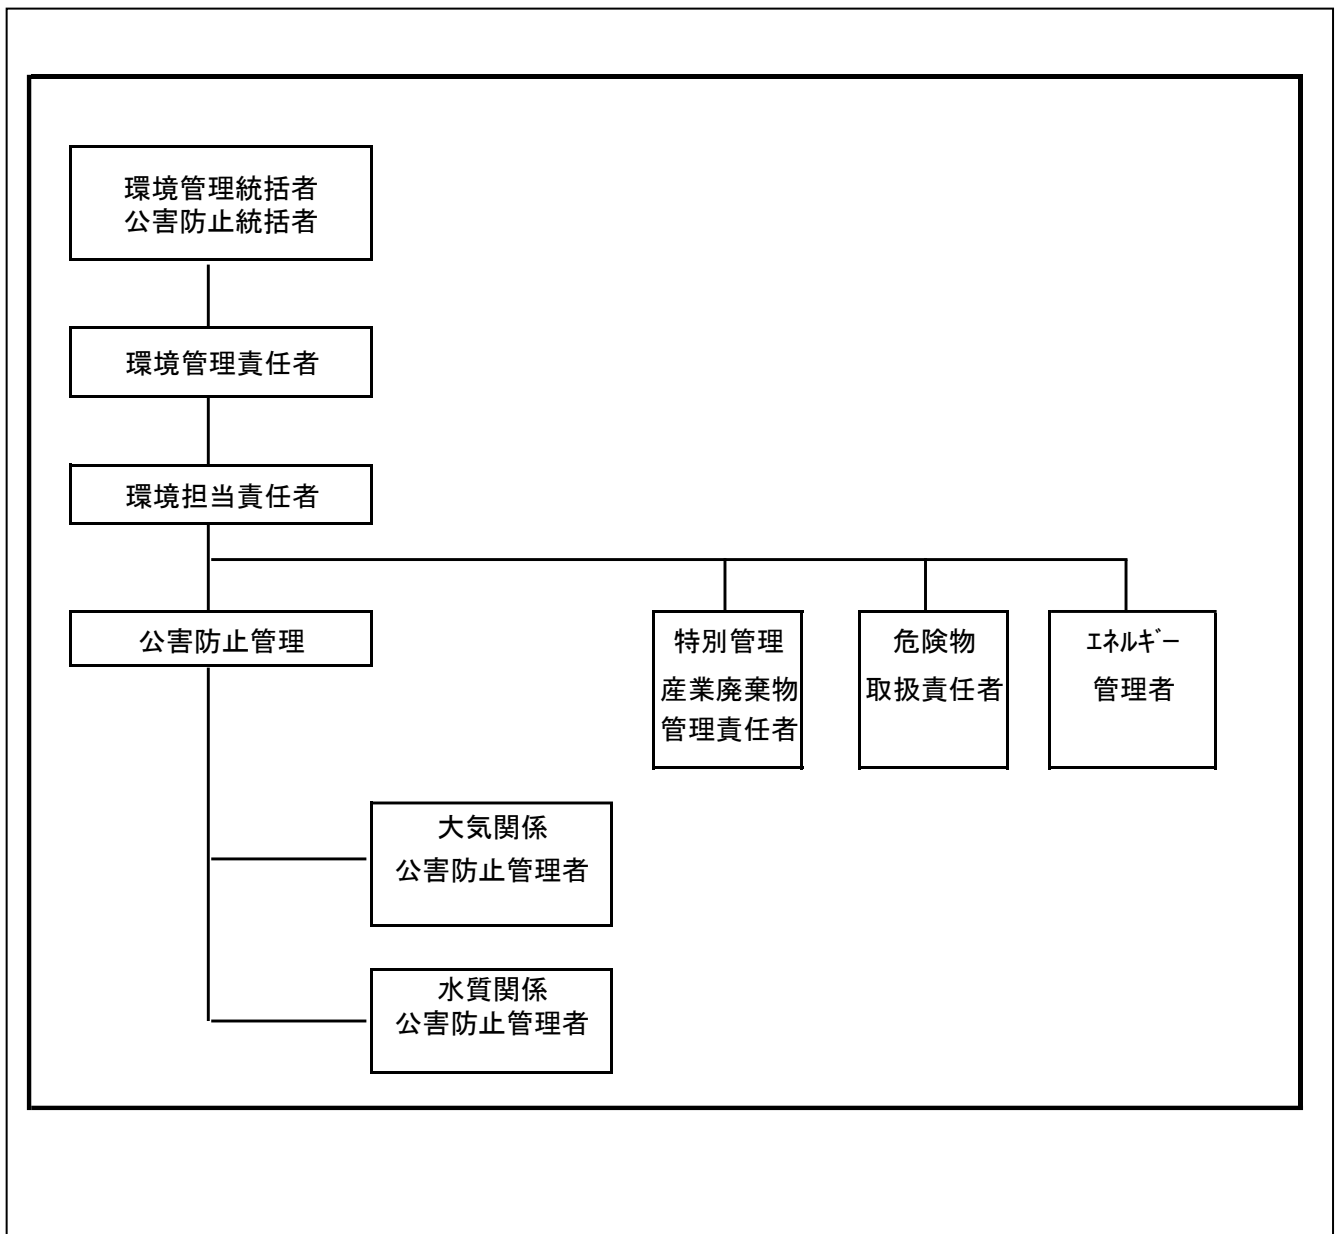 環境管理統括者
公害防止統括者
環境管理責任者
環境担当責任者
公害防止管理
特別管理
産業廃棄物
管理責任者
危険物
取扱責任者
ｴﾈﾙｷﾞｰ
管理者
大気関係
公害防止管理者
水質関係
公害防止管理者